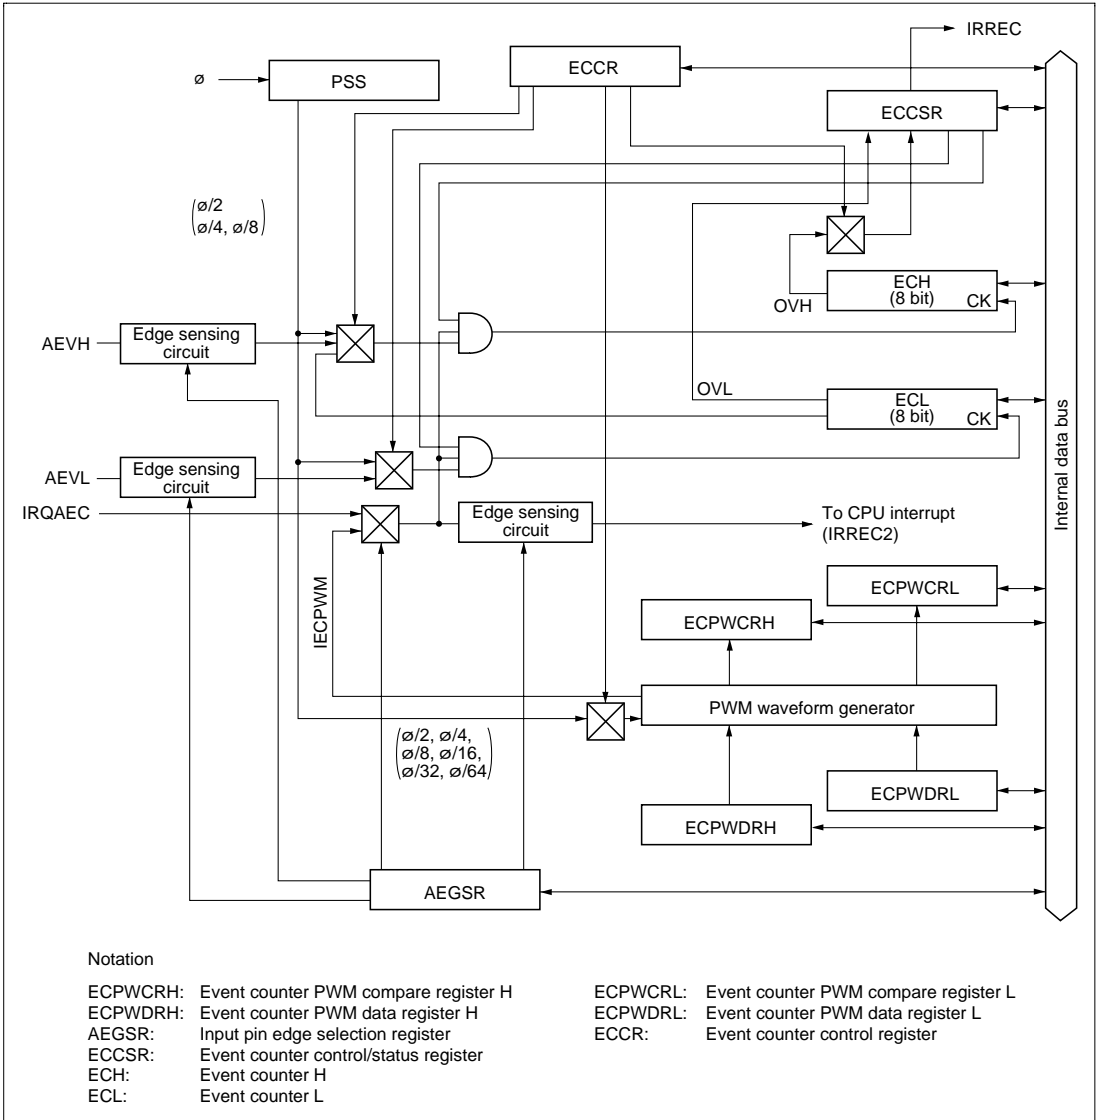 IRREC
ø
PSS
ECCR
ECCSR
ø/2
ø/4, ø/8
ECH
(8 bit)
CK
OVH
AEVH
Edge sensing
circuit
OVL
ECL
(8 bit)
CK
AEVL
Edge sensing
circuit
IRQAEC
Edge sensing
circuit
To CPU interrupt
(IRREC2)
Internal data bus
IECPWM
ECPWCRL
ECPWCRH
PWM waveform generator
ø/2, ø/4,
ø/8, ø/16,
ø/32, ø/64
ECPWDRL
ECPWDRH
AEGSR
Notation
ECPWCRH: Event counter PWM compare register H
ECPWDRH: Event counter PWM data register H
AEGSR: Input pin edge selection register
ECCSR: Event counter control/status register
ECH: Event counter H
ECL: Event counter L
ECPWCRL: Event counter PWM compare register L
ECPWDRL: Event counter PWM data register L
ECCR: Event counter control register